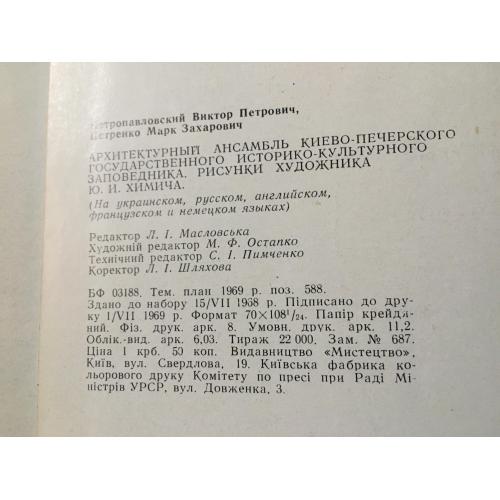 Петропавловский Виктор Петрович,
Петренко Марк Захарович
АРХИТЕКТУРНЫЙ АНСАМБЛЬ КИЕВО-ПЕЧЕРСКОГО
ГОСУДАРСТВЕННОГО ИСТОРИКО-КУЛЬТУРНОГО
ЗАПОВЕДНИКА. РИСУНКИ ХУДОЖНИКА
Ю. И. ХИМИЧА.
(На украинском, русском, английском,
французском и немецком языках)
Редактор Л. І. Масловська
Художній редактор М. Ф. Остапко
Технічний редактор С. І. Пимченко
Коректор Л. І. Шляхова
БФ 03188. Тем. план 1969 р. поз. 588.
Здано до набору 15/VII 1968 р. Підписано до дру-
ку 1/VII 1969 р. Формат 70×108¹/24. Папір крейдя-
ний. Фіз. друк. арк. 8. Умовн. друк. арк. 11,2.
Облік.-вид. арк. 6,03. Тираж 22 000. Зам. № 687.
Ціна 1 крб. 50 коп. Видавництво «Мистецтво»,
Київ, вул. Свердлова, 19. Київська фабрика ко-
льорового друку Комітету по пресі при Раді Мі-
ністрів УРСР, вул. Довженка, 3.